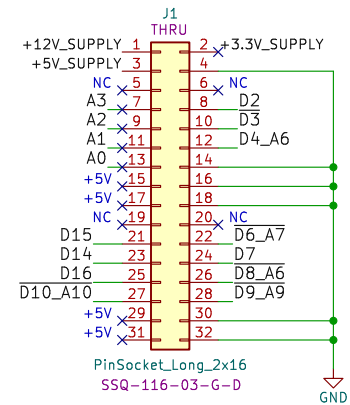 J1
THRU
+12V_SUPPLY 1 2 +3.3V_SUPPLY
+5V_SUPPLY 3 4
NC 5 6 NC
A3 7 8 D2
A2 9 10 D3
A1 11 12 D4_A6
A0 13 14
+5V 15 16
+5V 17 18
NC 19 20 NC
D15 21 22 D6_A7
D14 23 24 D7
D16 25 26 D8_A6
D10_A10 27 28 D9_A9
+5V 29 30
+5V 31 32
PinSocket_Long_2x16
SSQ-116-03-G-D
GND